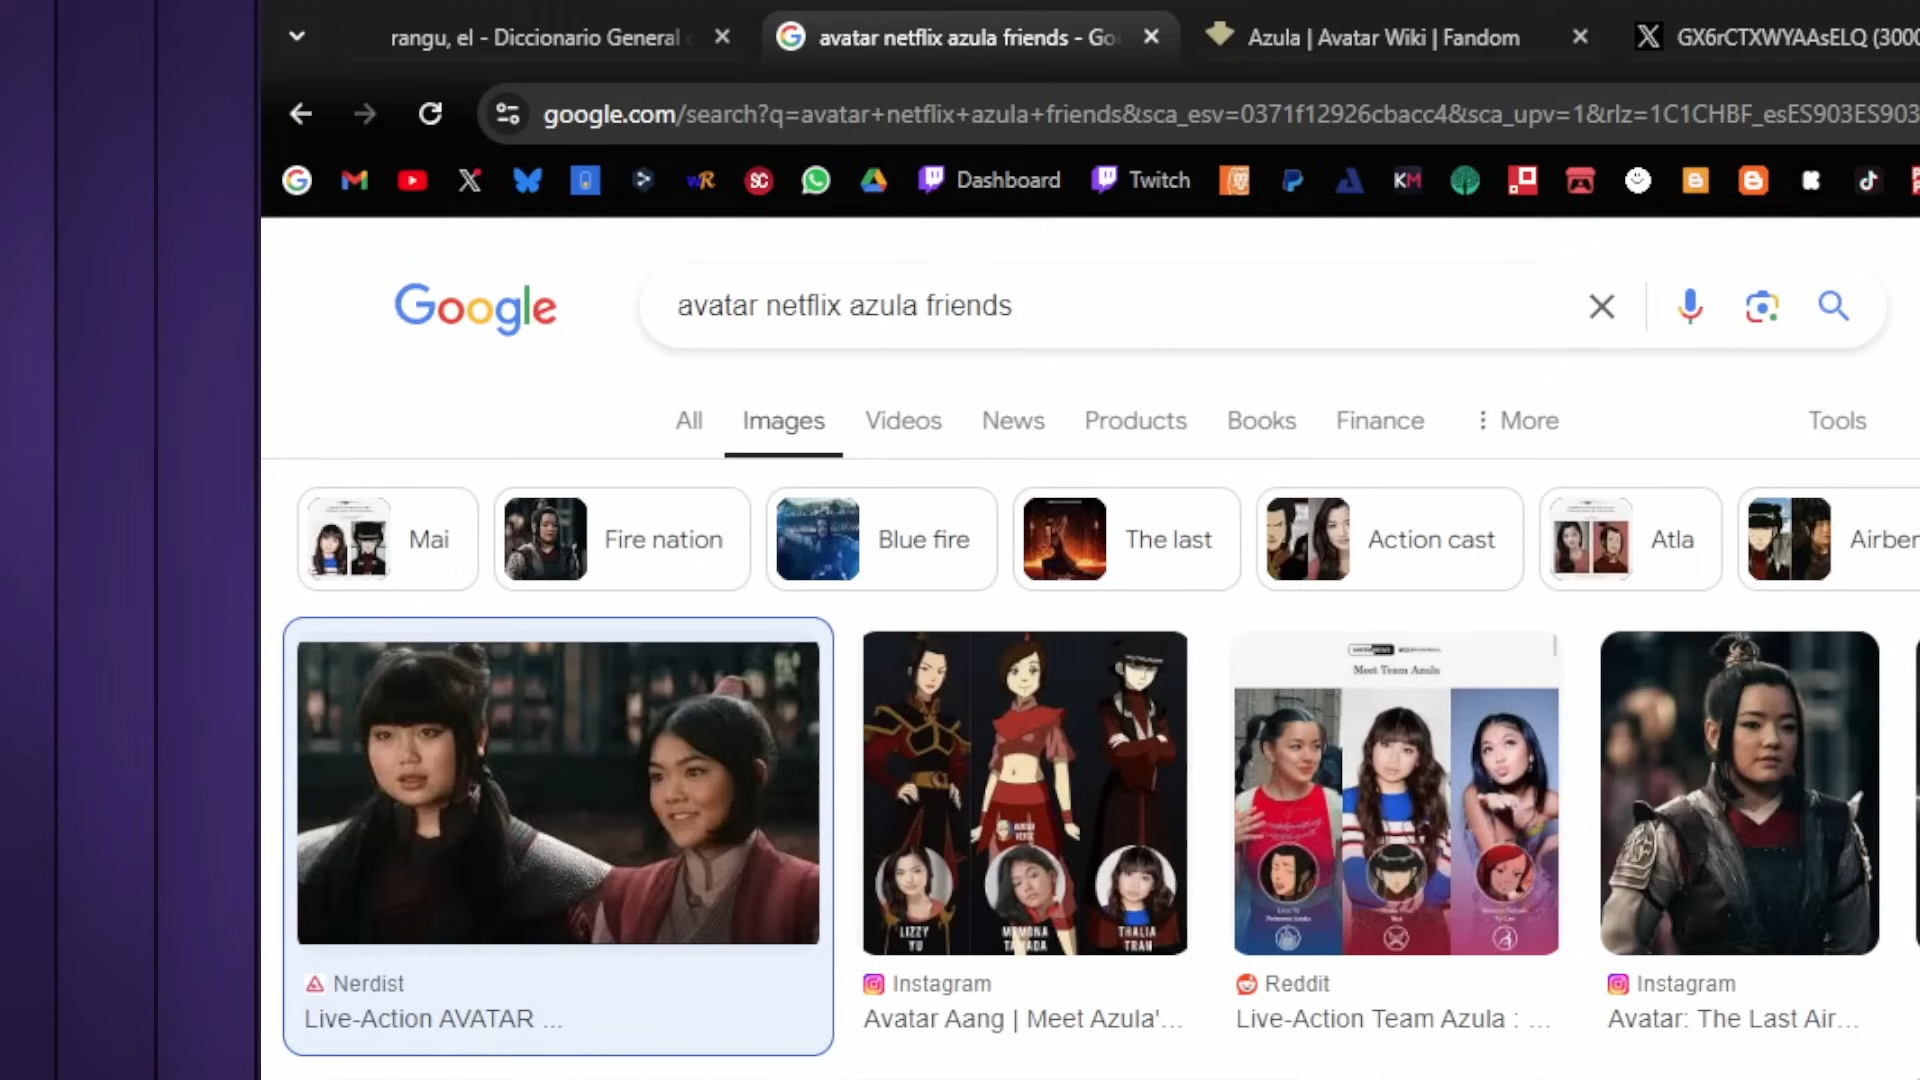 rangu, el - Diccionario General
avatar netflix azula friends - Go
Azula | Avatar Wiki | Fandom
GX6rCTXWYAAsELQ (3000
google.com/search?q=avatar+netflix+azula+friends&sca_esv=0371f12926cbacc4&sca_upv=1&rlz=1C1CHBF_esES903ES903
Dashboard
Twitch
Google
avatar netflix azula friends
All
Images
Videos
News
Products
Books
Finance
More
Tools
Mai
Fire nation
Blue fire
The last
Action cast
Atla
Airben
Meet Team Azula
LIZZY
YU
MOMONA
TAMADA
THALIA
TRAN
Nerdist
Live-Action AVATAR ...
Instagram
Avatar Aang | Meet Azula'...
Reddit
Live-Action Team Azula : ...
Instagram
Avatar: The Last Air...